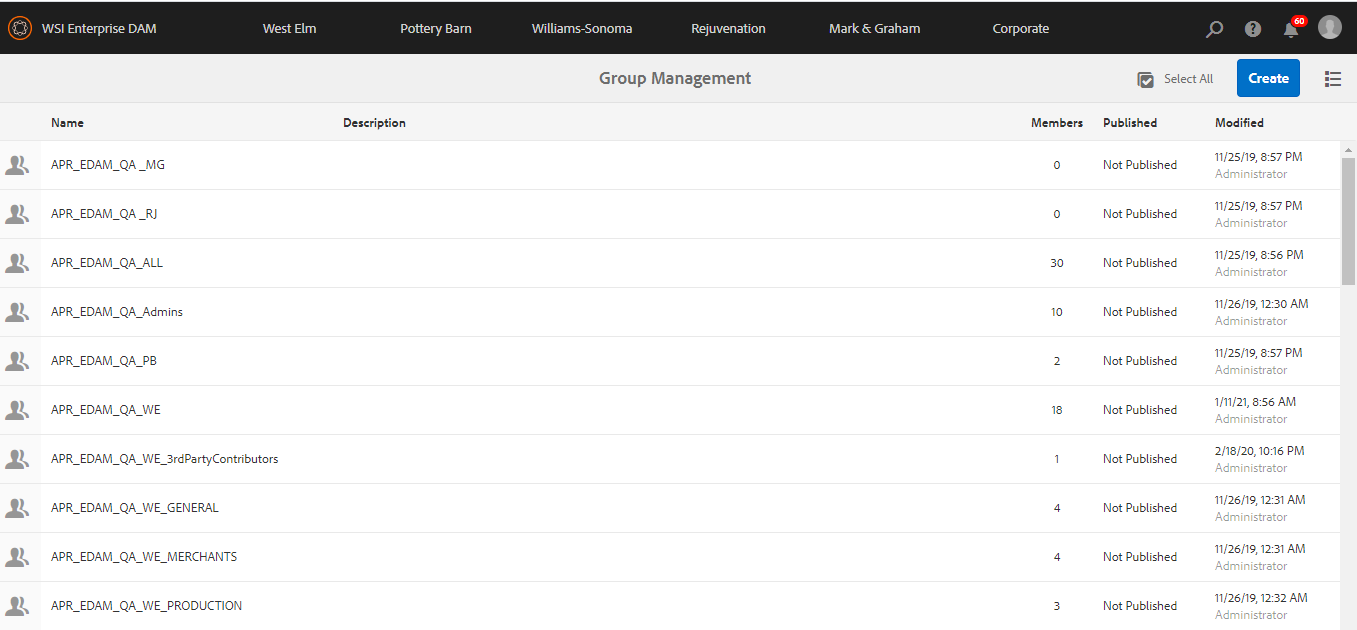 WSI Enterprise DAM West Elm Pottery Barn Williams-Sonoma Rejuvenation Mark & Graham Corporate ? 60
Group Management Select All Create
Name Description Members Published Modified
APR_EDAM_QA _MG 0 Not Published 11/25/19, 8:57 PM
Administrator
APR_EDAM_QA _RJ 0 Not Published 11/25/19, 8:57 PM
Administrator
APR_EDAM_QA_ALL 30 Not Published 11/25/19, 8:56 PM
Administrator
APR_EDAM_QA_Admins 10 Not Published 11/26/19, 12:30 AM
Administrator
APR_EDAM_QA_PB 2 Not Published 11/25/19, 8:57 PM
Administrator
APR_EDAM_QA_WE 18 Not Published 1/11/21, 8:56 AM
Administrator
APR_EDAM_QA_WE_3rdPartyContributors 1 Not Published 2/18/20, 10:16 PM
Administrator
APR_EDAM_QA_WE_GENERAL 4 Not Published 11/26/19, 12:31 AM
Administrator
APR_EDAM_QA_WE_MERCHANTS 4 Not Published 11/26/19, 12:31 AM
Administrator
APR_EDAM_QA_WE_PRODUCTION 3 Not Published 11/26/19, 12:32 AM
Administrator